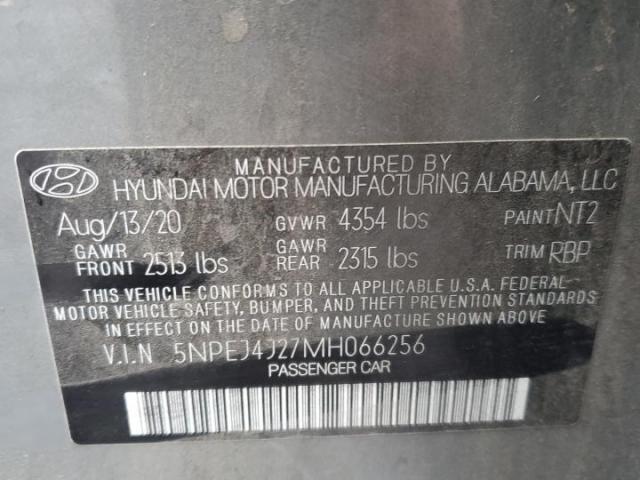 MANUFACTURED BY
HYUNDAI MOTOR MANUFACTURING ALABAMA, LLC
Aug/13/20 GVWR 4354 lbs PAINT NT2
GAWR FRONT 2513 lbs GAWR REAR 2315 lbs TRIM RBP
THIS VEHICLE CONFORMS TO ALL APPLICABLE U.S.A. FEDERAL
MOTOR VEHICLE SAFETY, BUMPER, AND THEFT PREVENTION STANDARDS
IN EFFECT ON THE DATE OF MANUFACTURE SHOWN ABOVE.
V.I.N 5NPEJ4J27MH066256
PASSENGER CAR